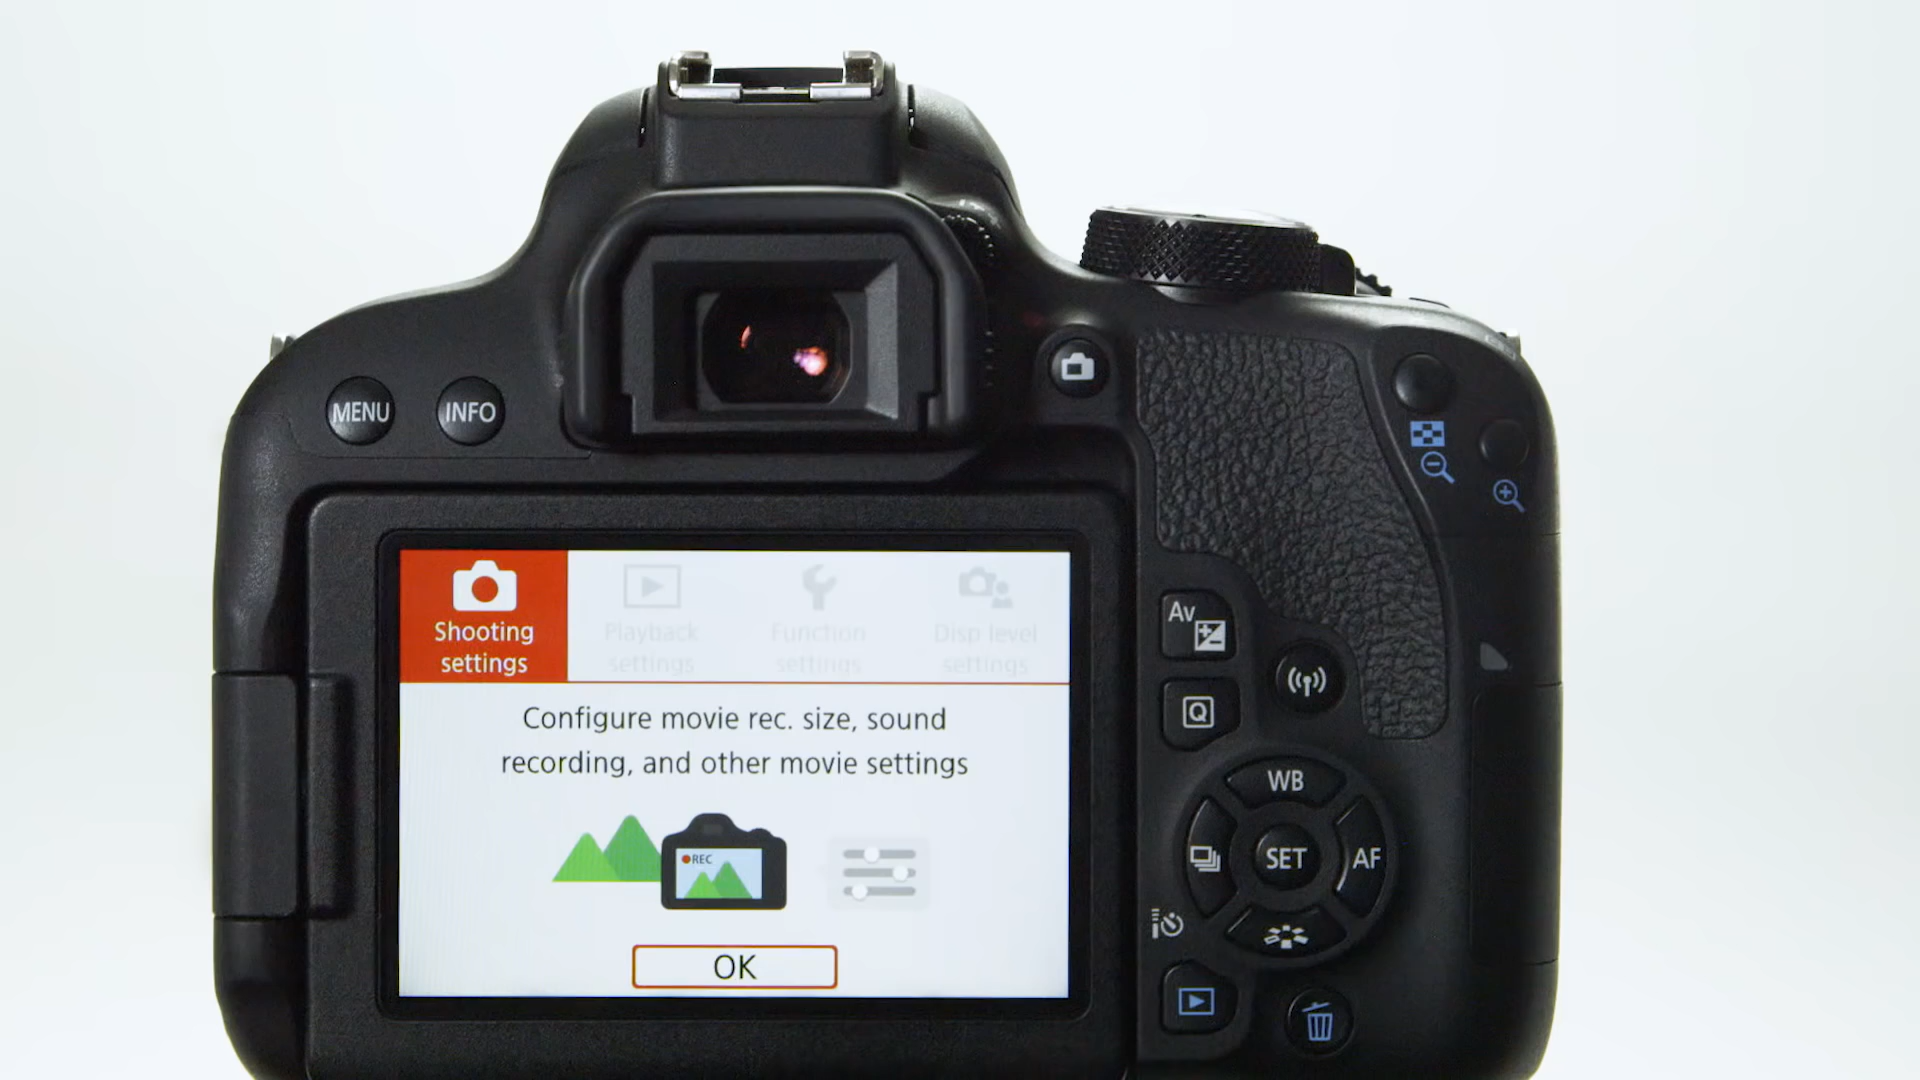 MENU
INFO
Shooting
settings
Playback
settings
Function
settings
Disp level
settings
Configure movie rec. size, sound
recording, and other movie settings
REC
OK
Av
Q
WB
SET
AF